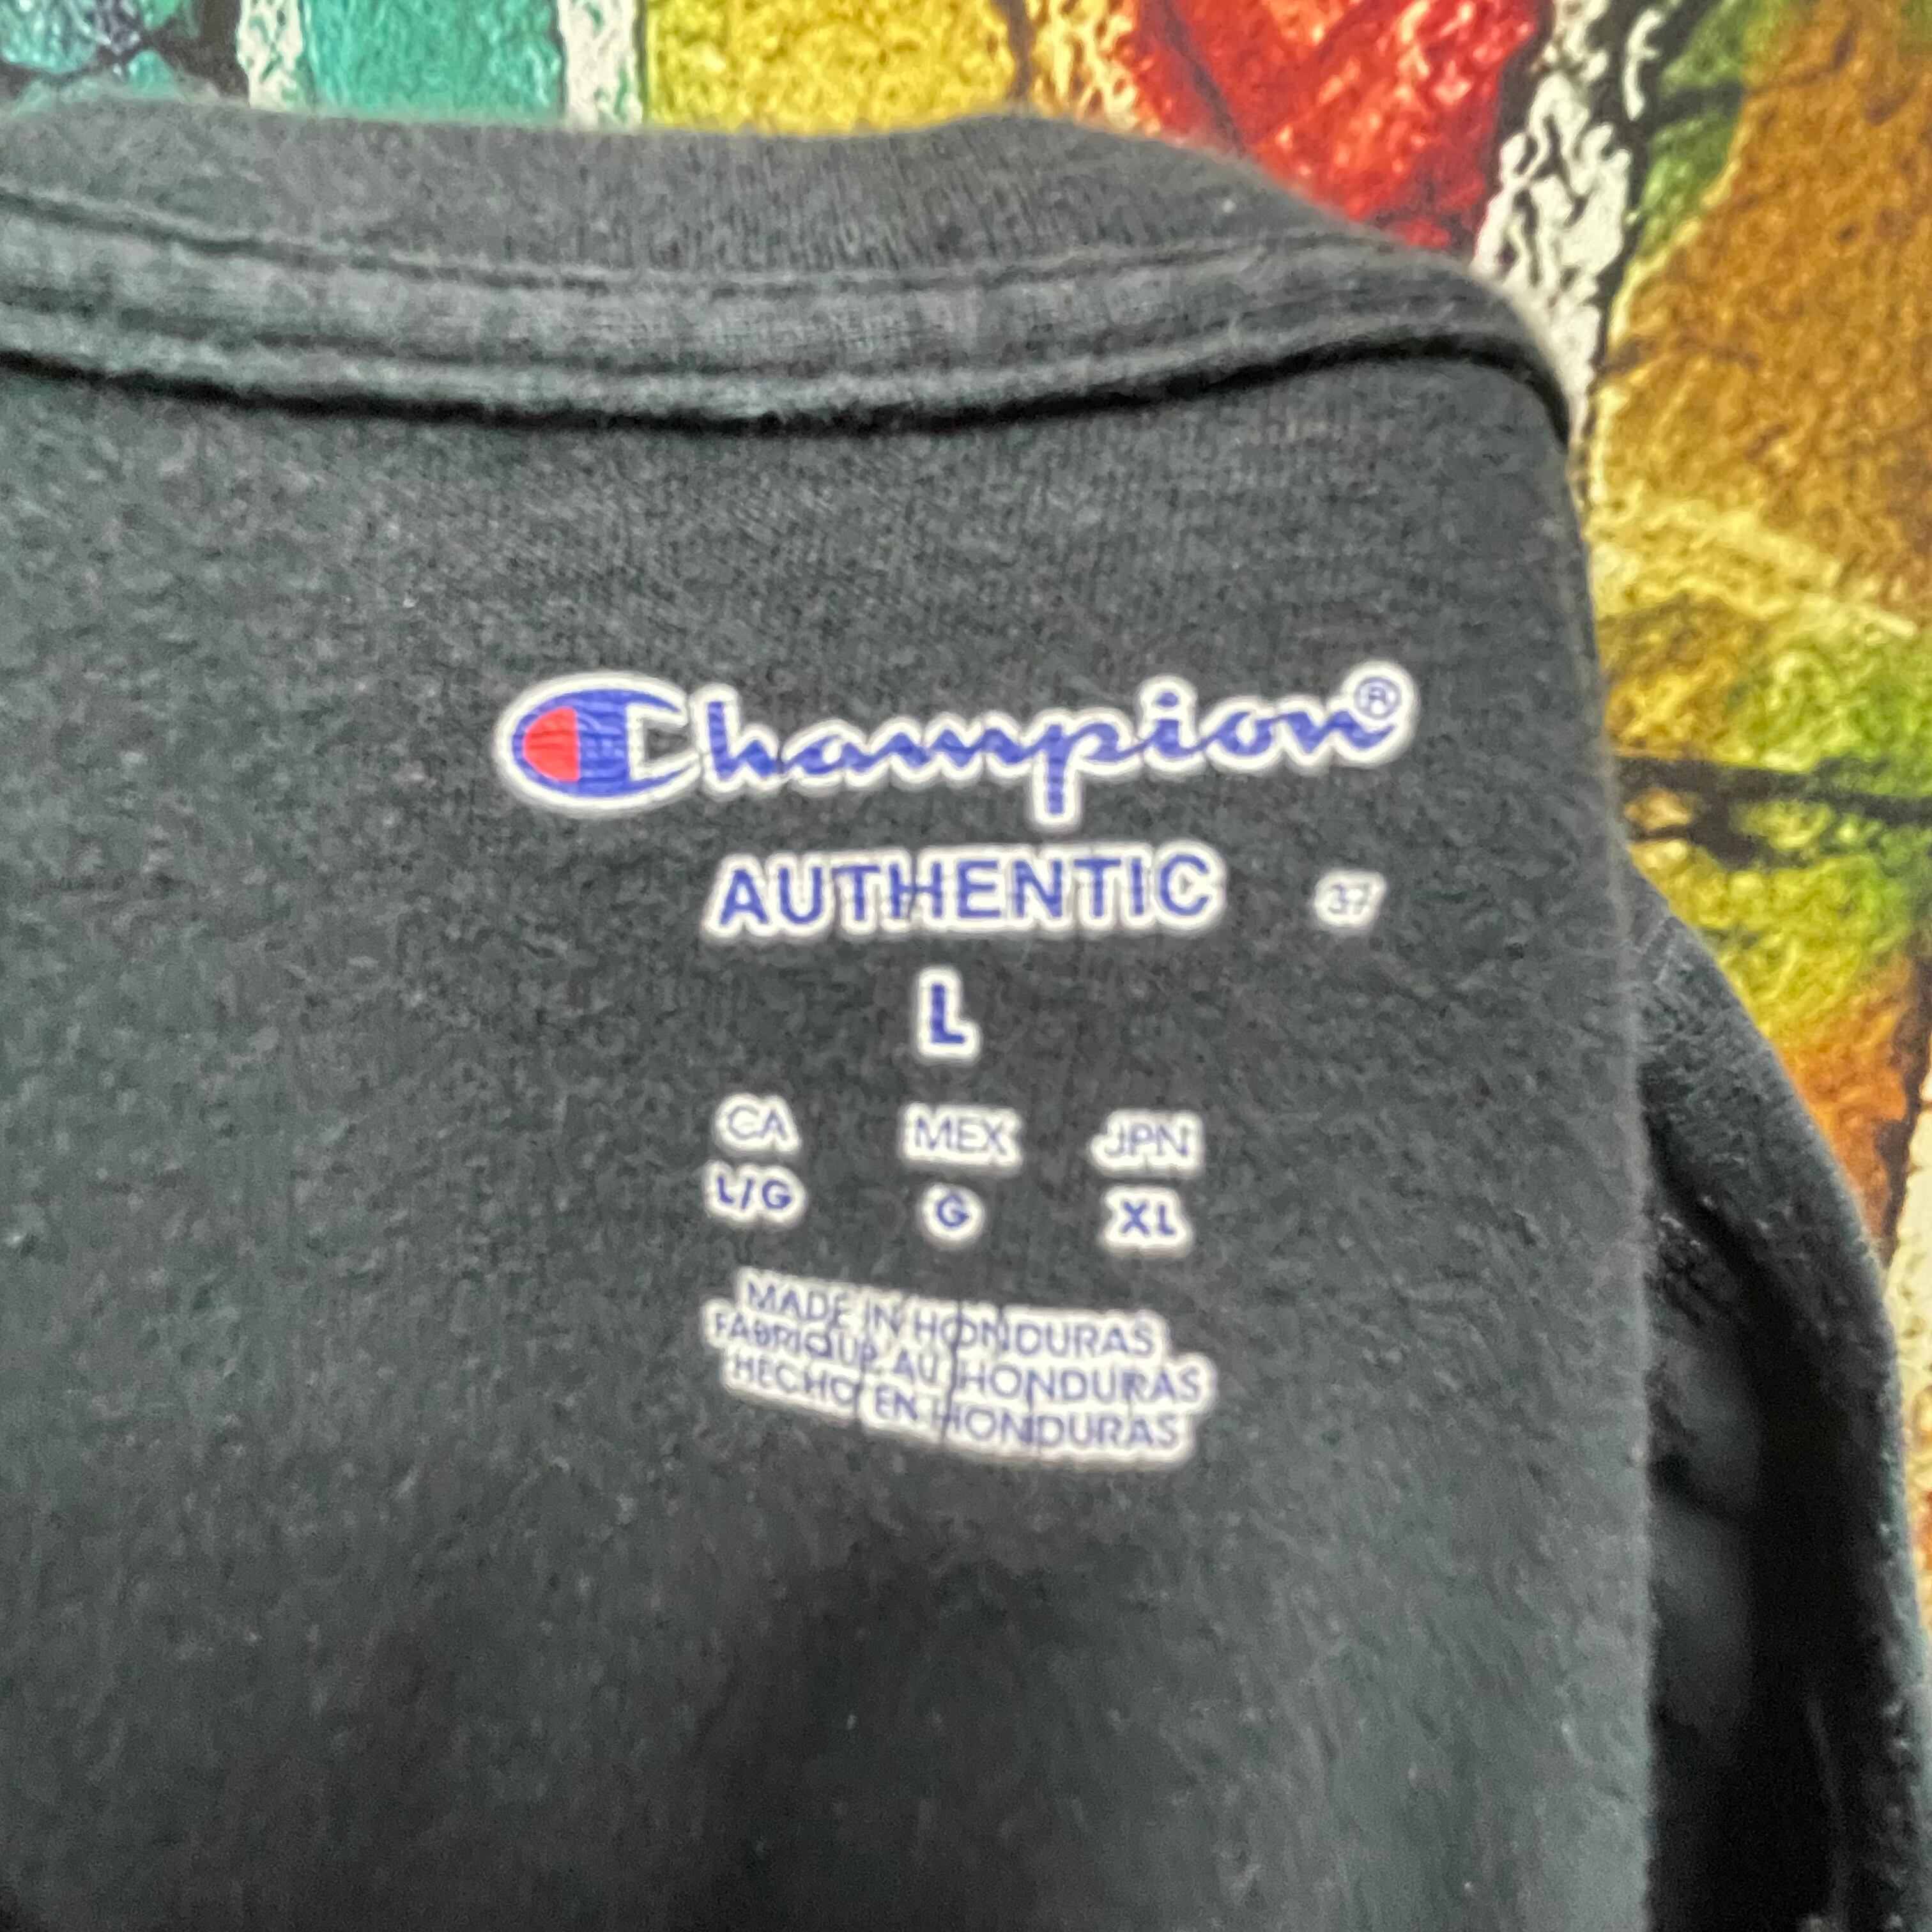 Champion®
AUTHENTIC 37
L
CA MEX JPN
L/G G XL
MADE IN HONDURAS
FABRIQUE AU HONDURAS
HECHO EN HONDURAS